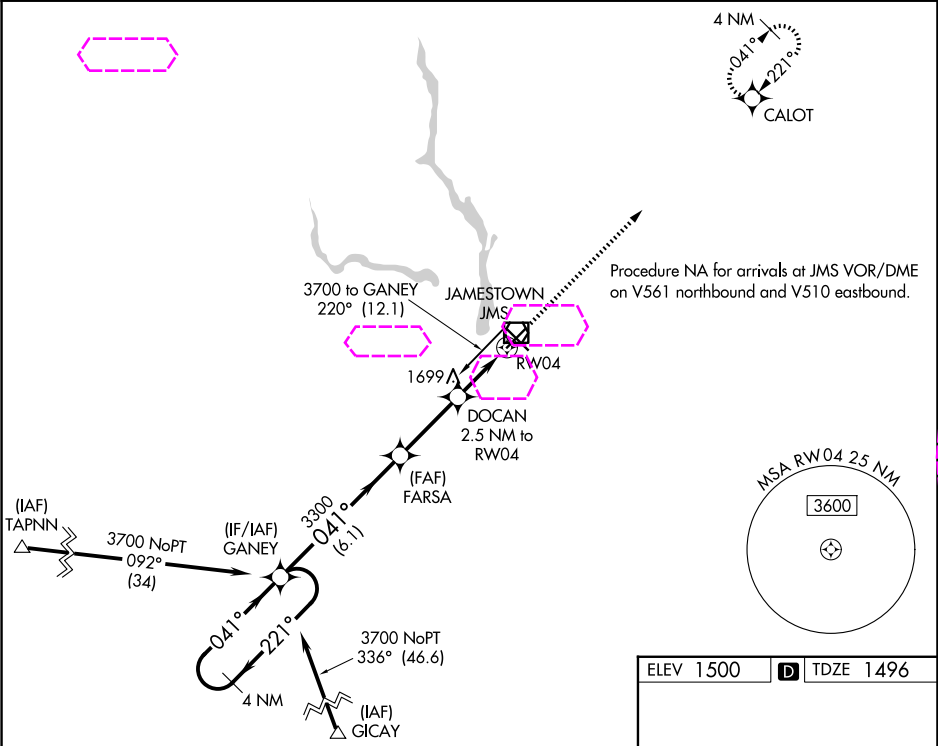 4 NM
041°
221°
CALOT
Procedure NA for arrivals at JMS VOR/DME
on V561 northbound and V510 eastbound.
3700 to GANEY
220° (12.1)
JAMESTOWN
JMS
RW04
1699
DOCAN
2.5 NM to
RW04
(FAF)
FARSA
3300
041°
(6.1)
(IAF)
TAPNN
3700 NoPT
092°
(34)
(IF/IAF)
GANEY
041°
221°
4 NM
3700 NoPT
336° (46.6)
(IAF)
GICAY
MSA RW04 25 NM
3600
ELEV 1500 D TDZE 1496